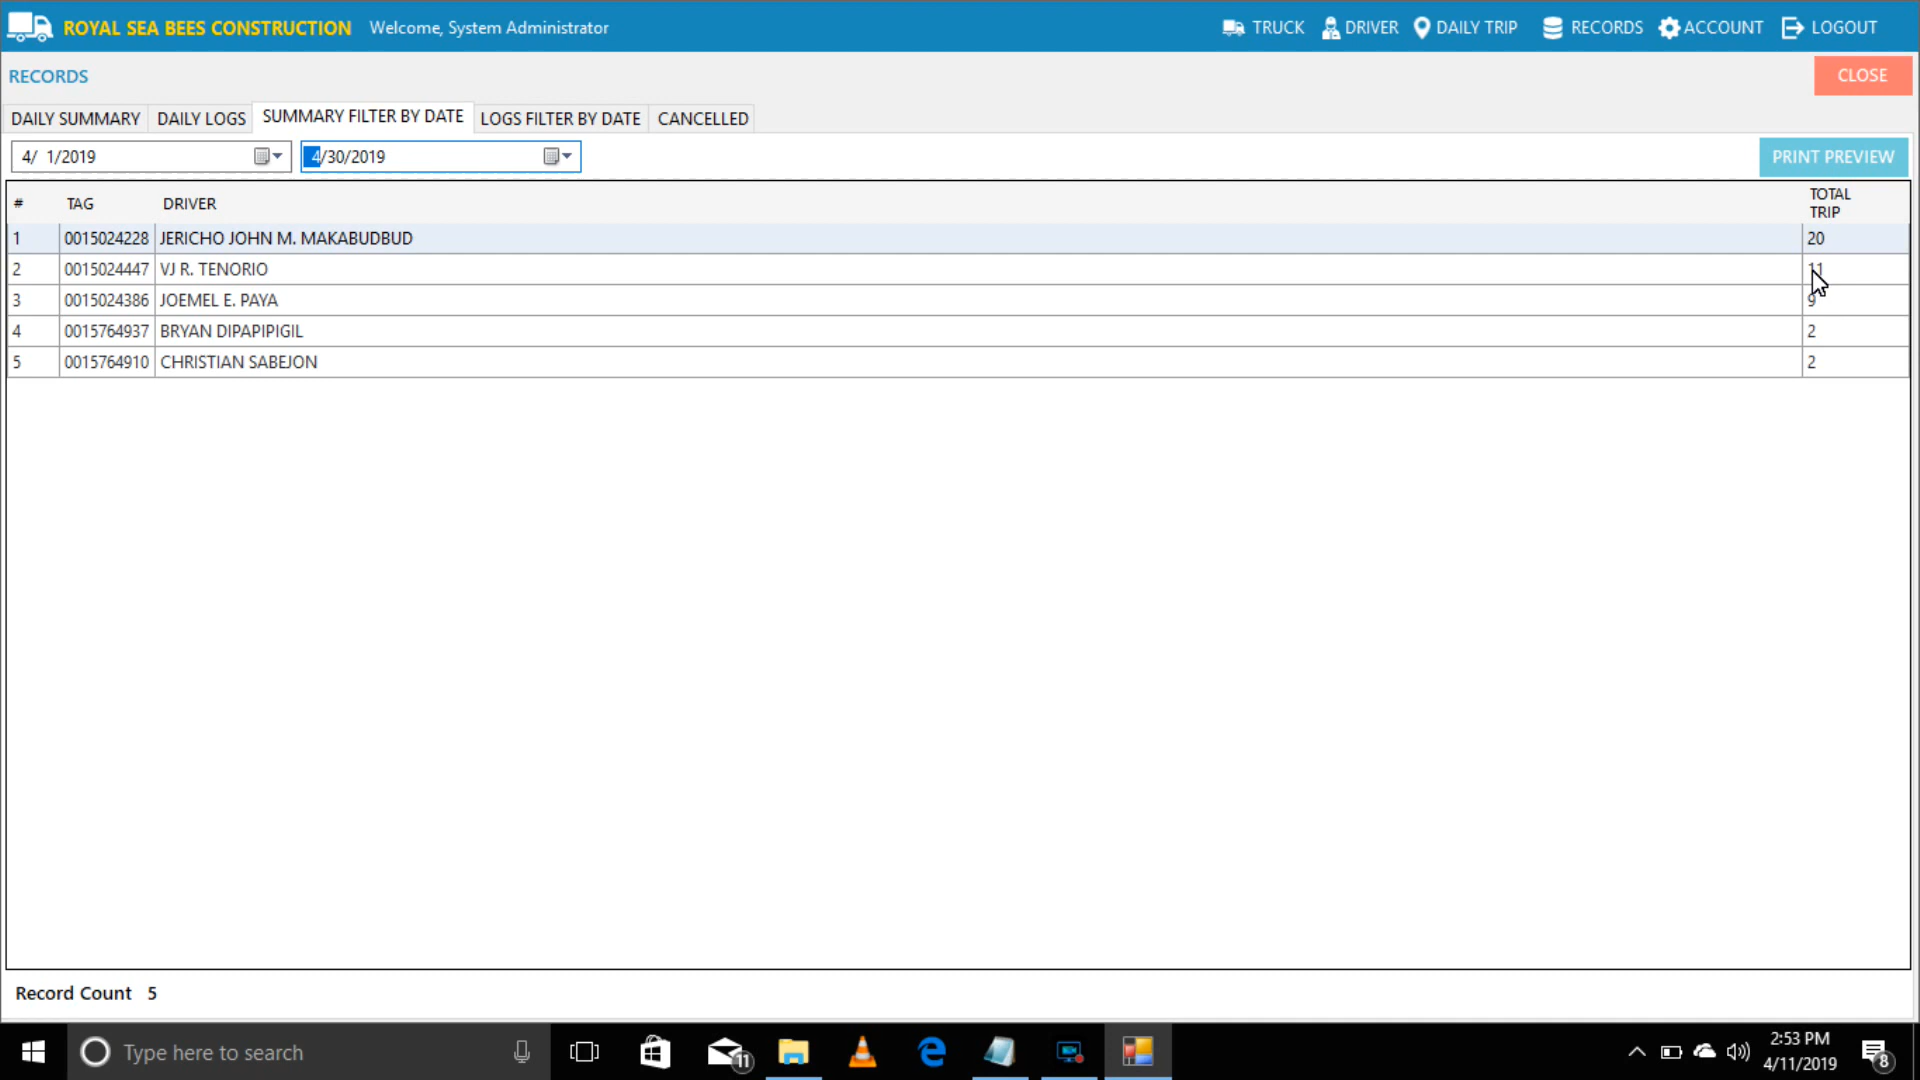 ROYAL SEA BEES CONSTRUCTION Welcome, System Administrator TRUCK DRIVER DAILY TRIP RECORDS ACCOUNT LOGOUT
RECORDS CLOSE
DAILY SUMMARY DAILY LOGS SUMMARY FILTER BY DATE LOGS FILTER BY DATE CANCELLED
4/ 1/2019 4/30/2019 PRINT PREVIEW
# TAG DRIVER TOTAL TRIP
1 0015024228 JERICHO JOHN M. MAKABUDBUD 20
2 0015024447 VJ R. TENORIO 11
3 0015024386 JOEMEL E. PAYA 9
4 0015764937 BRYAN DIPAPIPIGIL 2
5 0015764910 CHRISTIAN SABEJON 2
Record Count 5
Type here to search 11 2:53 PM
4/11/2019 8